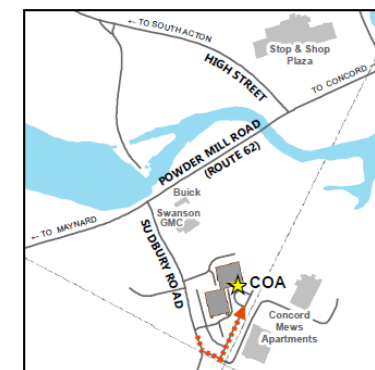 ← TO SOUTH ACTON
Stop & Shop
Plaza
HIGH STREET
TO CONCORD →
POWDER MILL ROAD
(ROUTE 62)
Buick
Swanson
GMC
← TO MAYNARD
SUDBURY ROAD
COA
Concord
Mews
Apartments